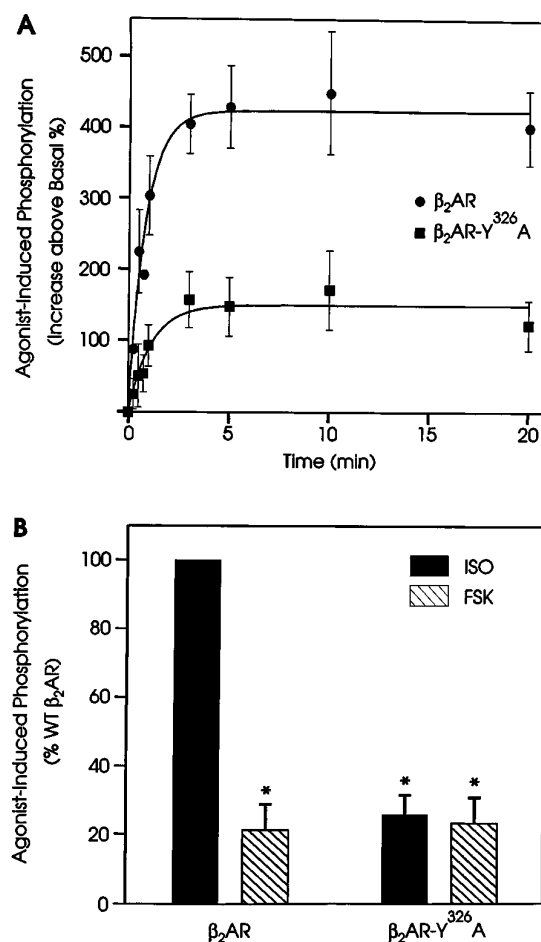 A
Agonist-Induced Phosphorylation
(Increase above Basal %)
500
400
300
200
100
0
5
10
15
20
Time (min)
β₂AR
β₂AR-Y³²⁶A
B
Agonist-Induced Phosphorylation
(% WT β₂AR)
100
80
60
40
20
0
ISO
FSK
*
*
*
β₂AR
β₂AR-Y³²⁶A